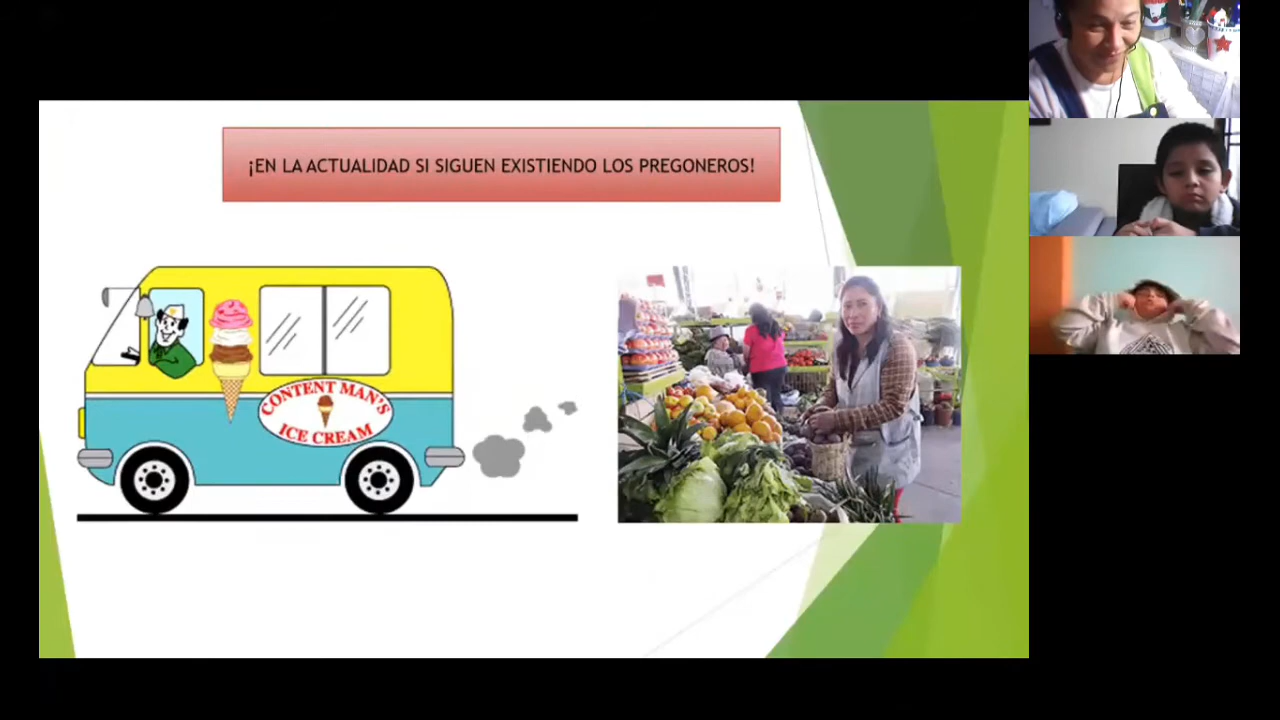 ¡EN LA ACTUALIDAD SI SIGUEN EXISTIENDO LOS PREGONEROS!
CONTENT MAN'S
ICE CREAM